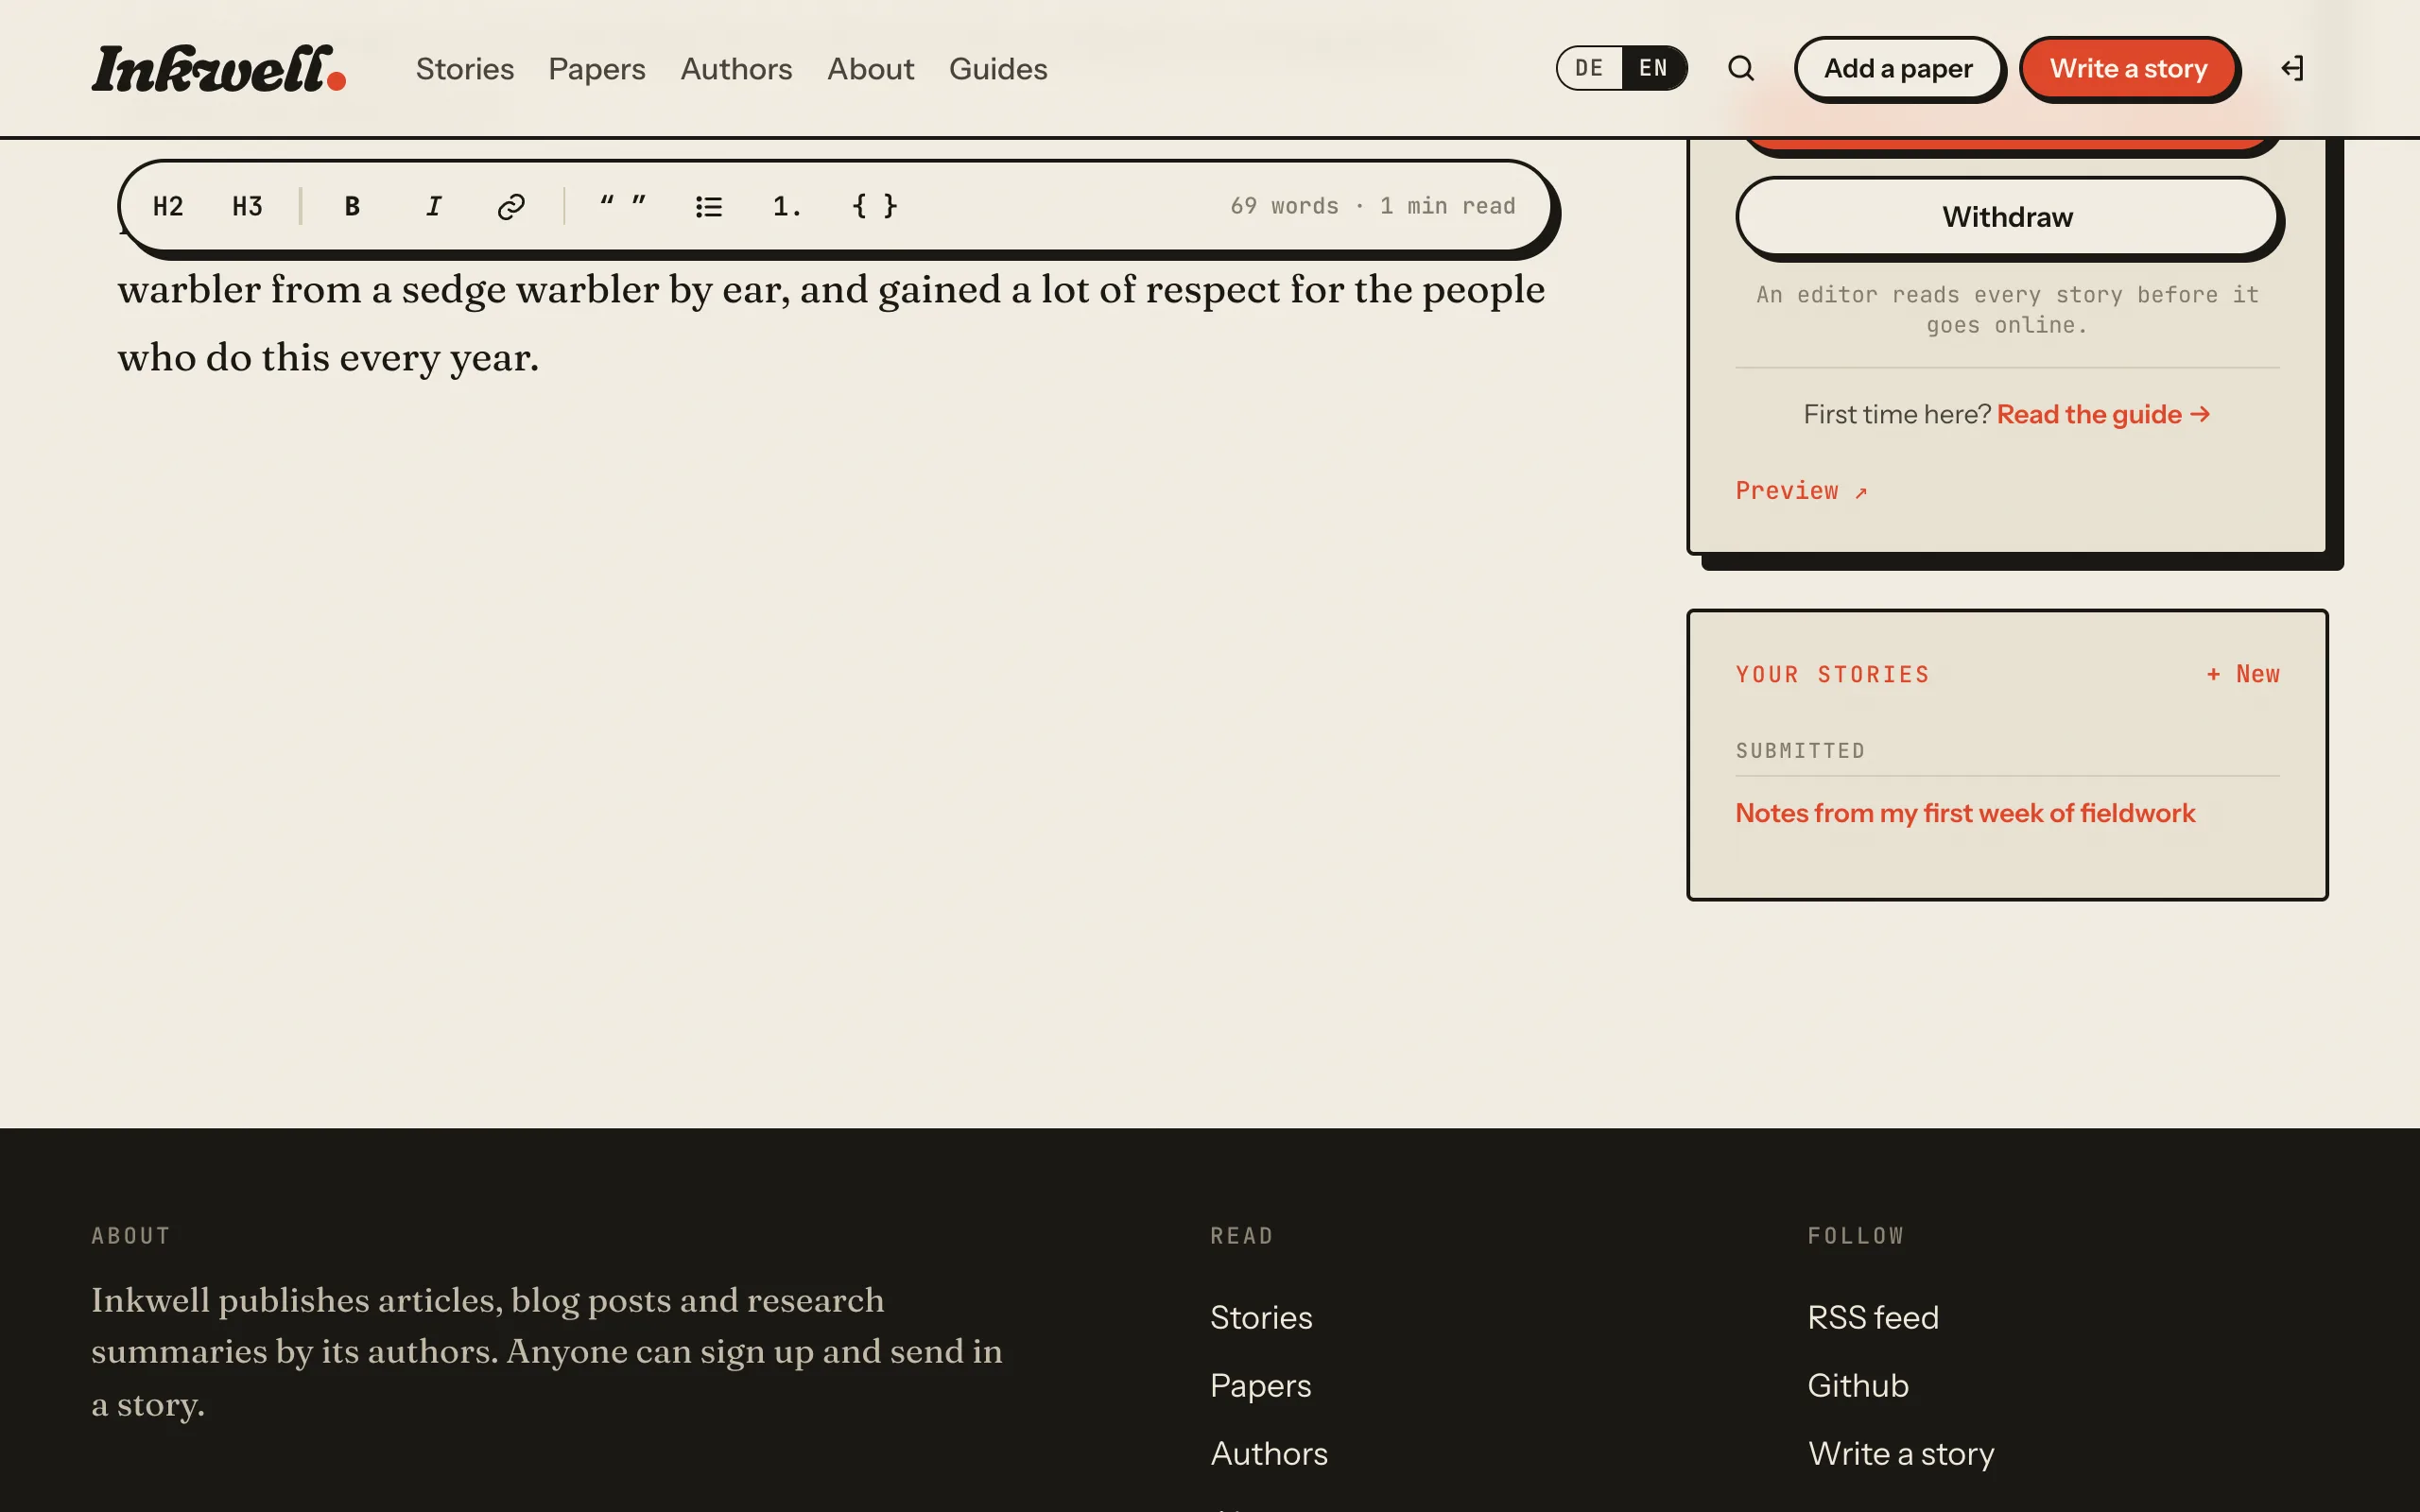 Inkwell.
Stories Papers Authors About Guides
DE EN
Add a paper
Write a story
H2 H3 B I “ ” 1. { }
69 words · 1 min read
warbler from a sedge warbler by ear, and gained a lot of respect for the people
who do this every year.
Withdraw
An editor reads every story before it
goes online.
First time here? Read the guide →
Preview ↗
YOUR STORIES
+ New
SUBMITTED
Notes from my first week of fieldwork
ABOUT
Inkwell publishes articles, blog posts and research
summaries by its authors. Anyone can sign up and send in
a story.
READ
Stories
Papers
Authors
FOLLOW
RSS feed
Github
Write a story